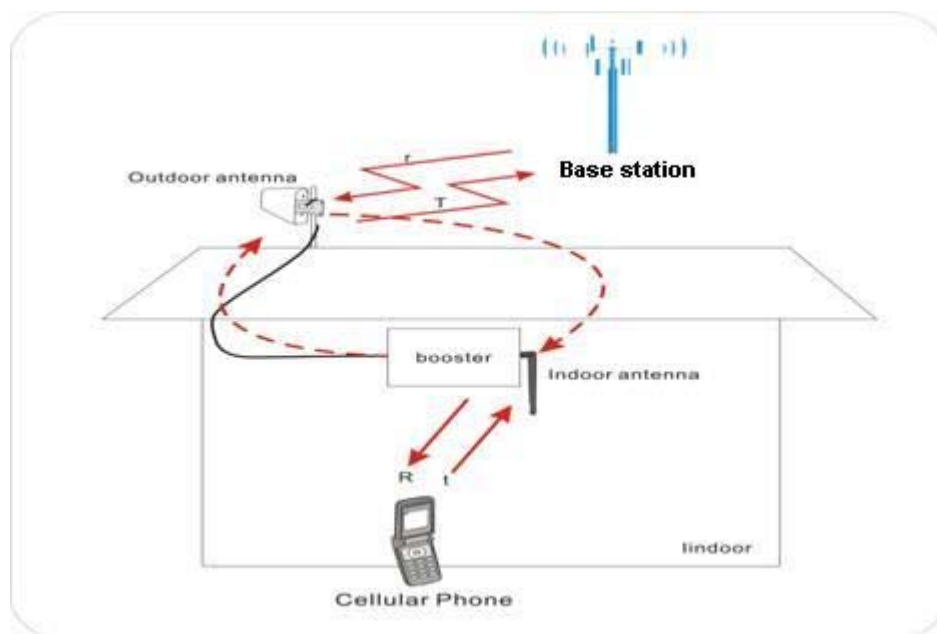 r
Outdoor antenna
Base station
T
booster
Indoor antenna
R t
lindoor
Cellular Phone